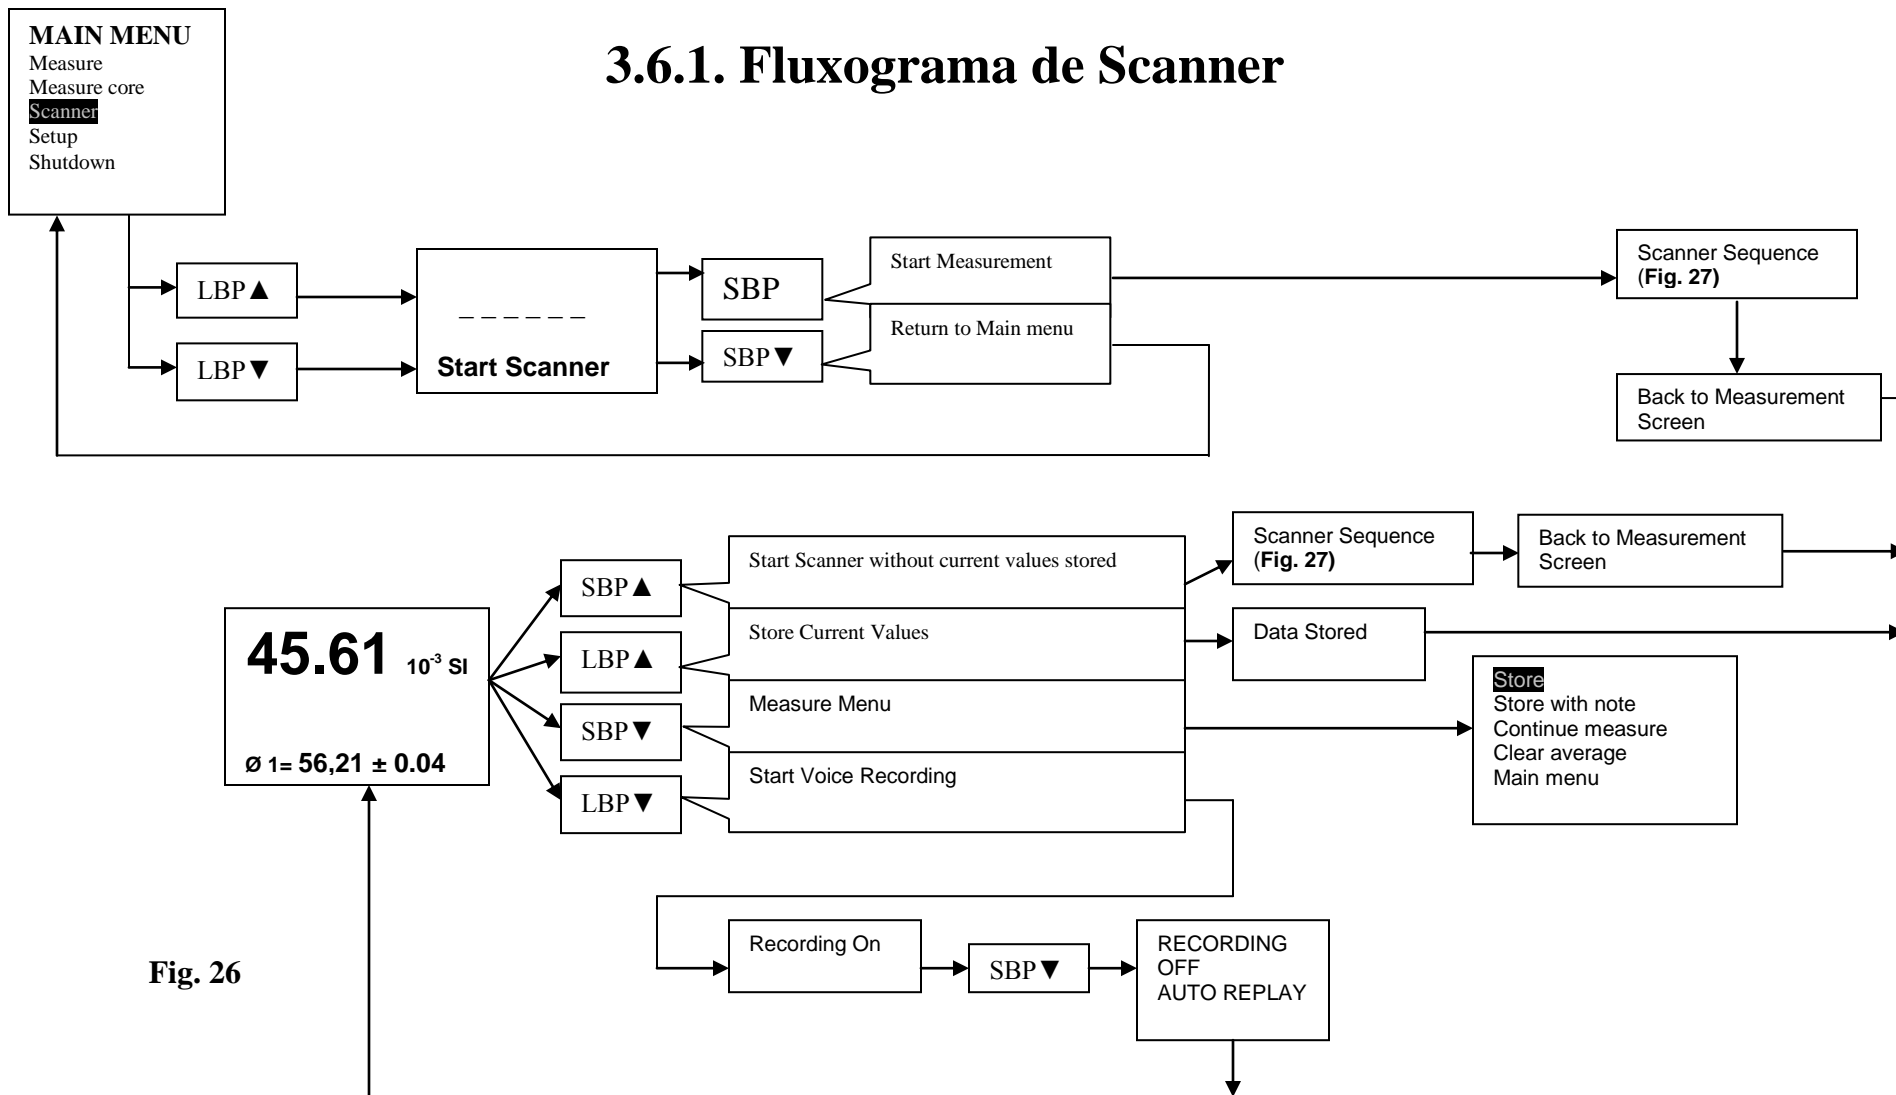 MAIN MENU
Measure
Measure core
Scanner
Setup
Shutdown
3.6.1. Fluxograma de Scanner
LBP▲
LBP▼
_ _ _ _ _ _
Start Scanner
SBP
SBP▼
Start Measurement
Return to Main menu
Scanner Sequence
(Fig. 27)
Back to Measurement
Screen
45.61 10-3 SI
Ø 1= 56,21 ± 0.04
SBP▲
LBP▲
SBP▼
LBP▼
Start Scanner without current values stored
Store Current Values
Measure Menu
Start Voice Recording
Scanner Sequence
(Fig. 27)
Back to Measurement
Screen
Data Stored
Store
Store with note
Continue measure
Clear average
Main menu
Recording On
SBP▼
RECORDING
OFF
AUTO REPLAY
Fig. 26